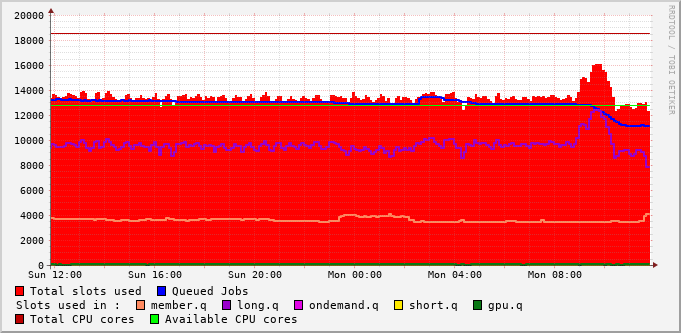 20000
18000
16000
14000
12000
10000
8000
6000
4000
2000
0
Sun 12:00 Sun 16:00 Sun 20:00 Mon 00:00 Mon 04:00 Mon 08:00
Total slots used Queued Jobs
Slots used in : member.q long.q ondemand.q short.q gpu.q
Total CPU cores Available CPU cores
RRDTOOL / TOBI OETIKER